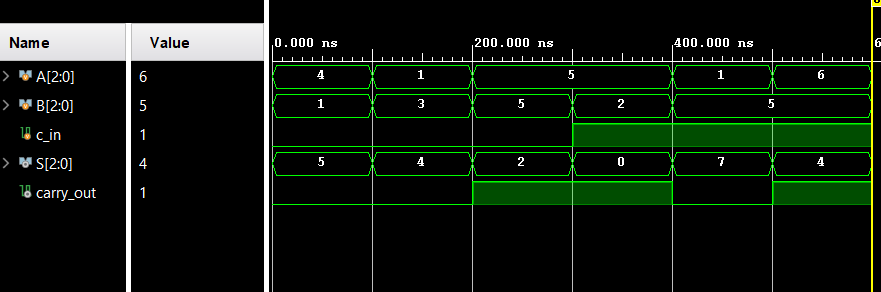 Name Value 0.000 ns 200.000 ns 400.000 ns
A[2:0] 6 4 1 5 1 6
B[2:0] 5 1 3 5 2 5
c_in 1
S[2:0] 4 5 4 2 0 7 4
carry_out 1